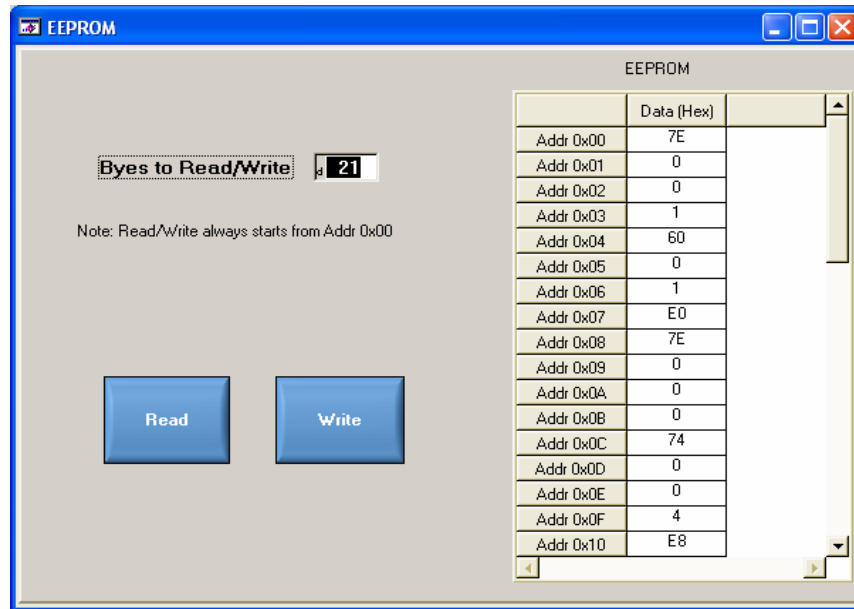 EEPROM
EEPROM
Data (Hex)
Addr 0x00 7E
Addr 0x01 0
Addr 0x02 0
Addr 0x03 1
Addr 0x04 60
Addr 0x05 0
Addr 0x06 1
Addr 0x07 E0
Addr 0x08 7E
Addr 0x09 0
Addr 0x0A 0
Addr 0x0B 0
Addr 0x0C 74
Addr 0x0D 0
Addr 0x0E 0
Addr 0x0F 4
Addr 0x10 E8
Byes to Read/Write d 21
Note: Read/Write always starts from Addr 0x00
Read Write